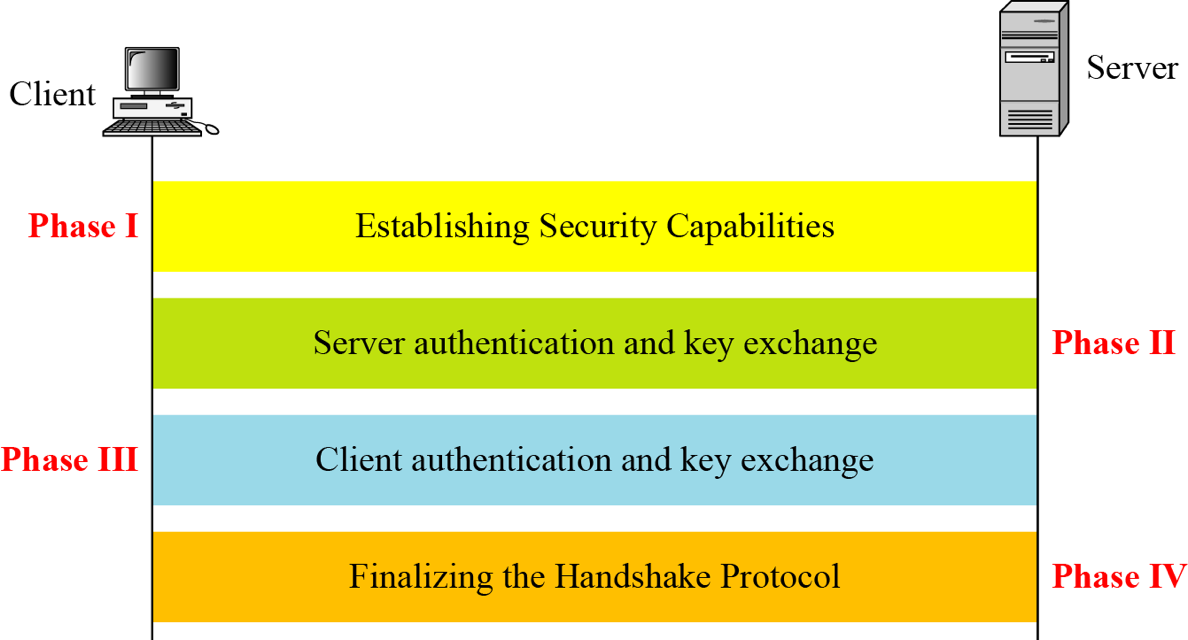 Client
Server
Phase I
Establishing Security Capabilities
Server authentication and key exchange
Phase II
Phase III
Client authentication and key exchange
Finalizing the Handshake Protocol
Phase IV